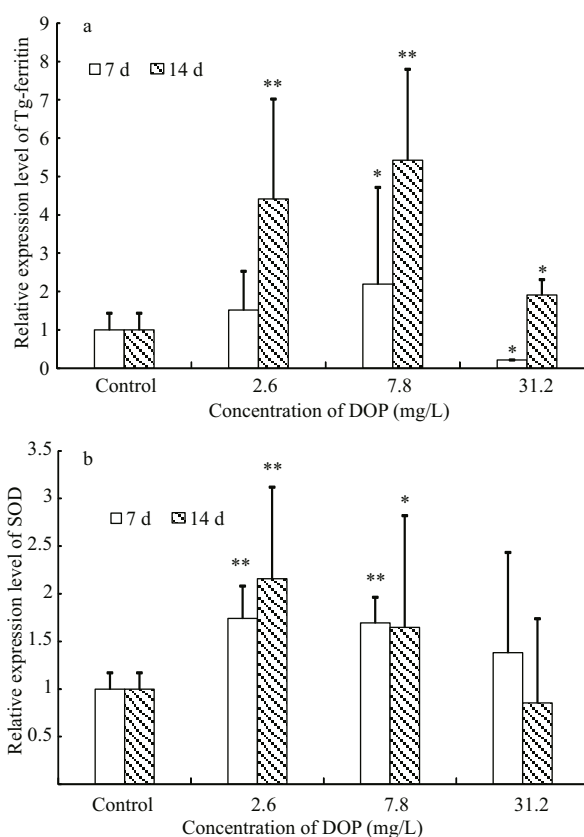 a
9
8
7
6
5
4
3
2
1
0
Relative expression level of Tg-ferritin
7 d 14 d
**
**
*
*
*
Control 2.6 7.8 31.2
Concentration of DOP (mg/L)
b
3.5
3
2.5
2
1.5
1
0.5
Relative expression level of SOD
7 d 14 d
**
*
**
**
Control 2.6 7.8 31.2
Concentration of DOP (mg/L)